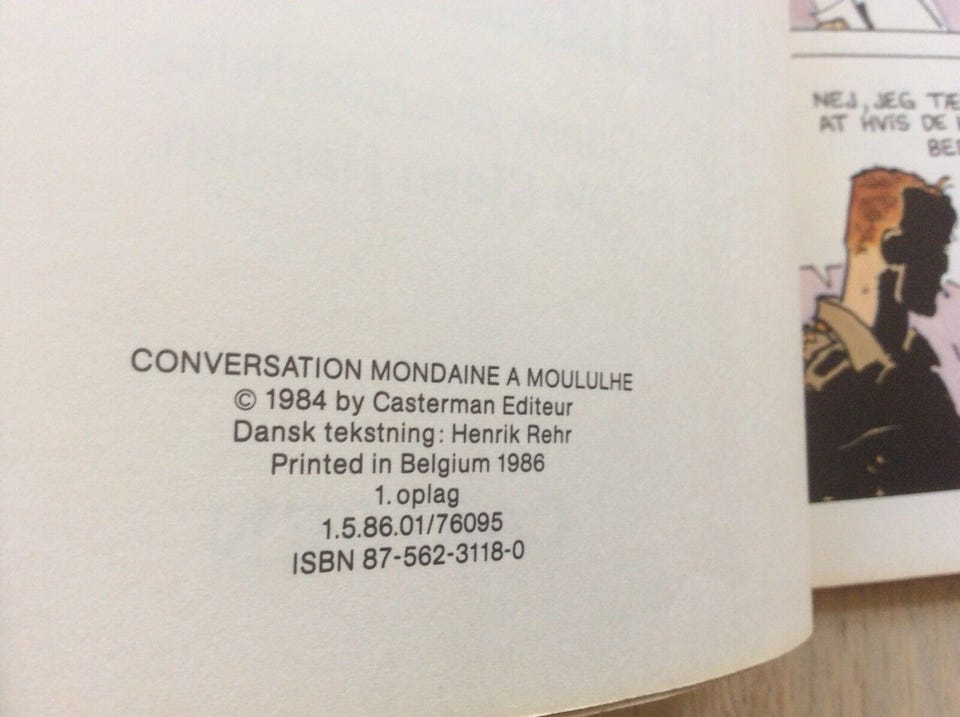 CONVERSATION MONDAINE A MOULULHE
© 1984 by Casterman Editeur
Dansk tekstning: Henrik Rehr
Printed in Belgium 1986
1. oplag
1.5.86.01/76095
ISBN 87-562-3118-0
NEJ, JEG
AT HVIS DE